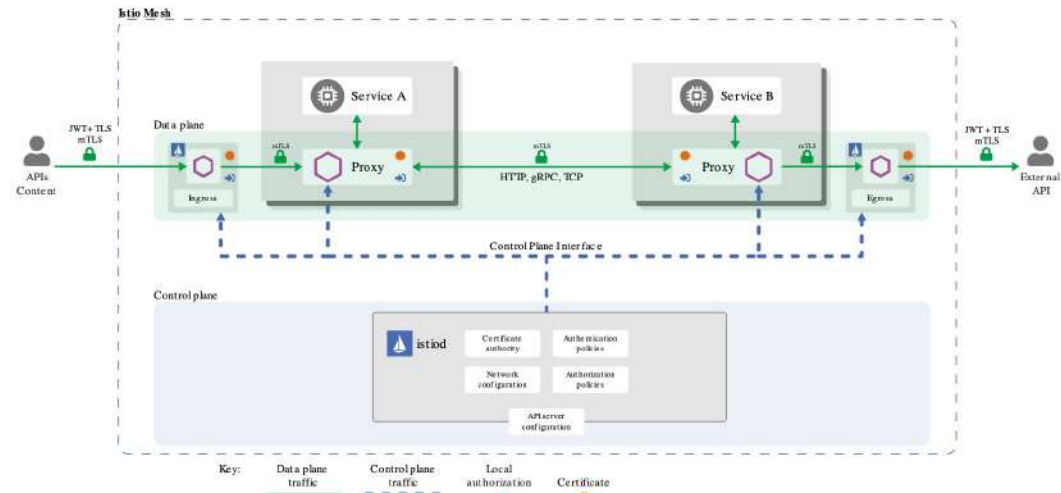 Istio Mesh
Service A
Service B
Data plane
JWT + TLS
mTLS
mTLS
mTLS
mTLS
JWT + TLS
mTLS
Proxy
Proxy
HTTP, gRPC, TCP
APIs
Content
Ingress
Egress
External
API
Control Plane Interface
Control plane
istiod
Certificate
authority
Authentication
policies
Network
configuration
Authorization
policies
API server
configuration
Key:
Data plane
traffic
Control plane
traffic
Local
authorization
Certificate